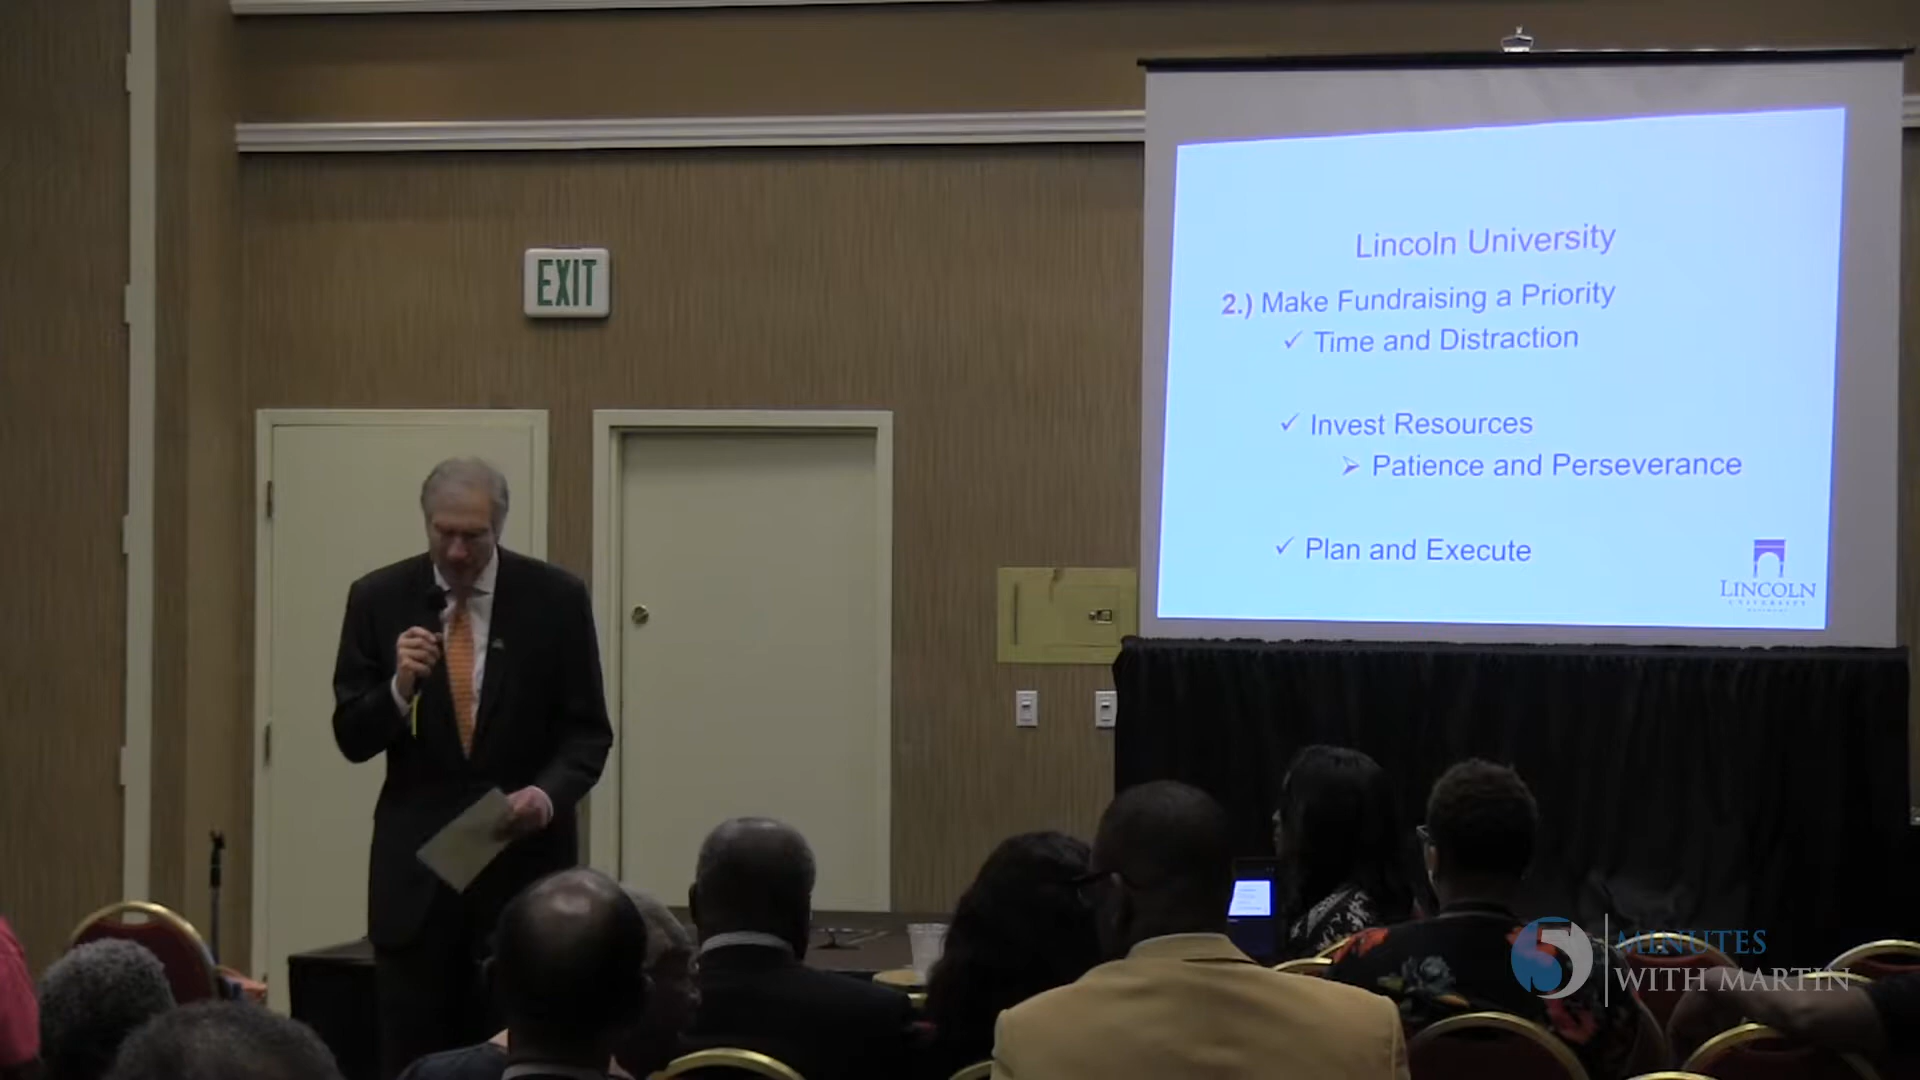 EXIT
Lincoln University
2.) Make Fundraising a Priority
✓ Time and Distraction
✓ Invest Resources
➢ Patience and Perseverance
✓ Plan and Execute
LINCOLN
UNIVERSITY
5 MINUTES
WITH MARTIN